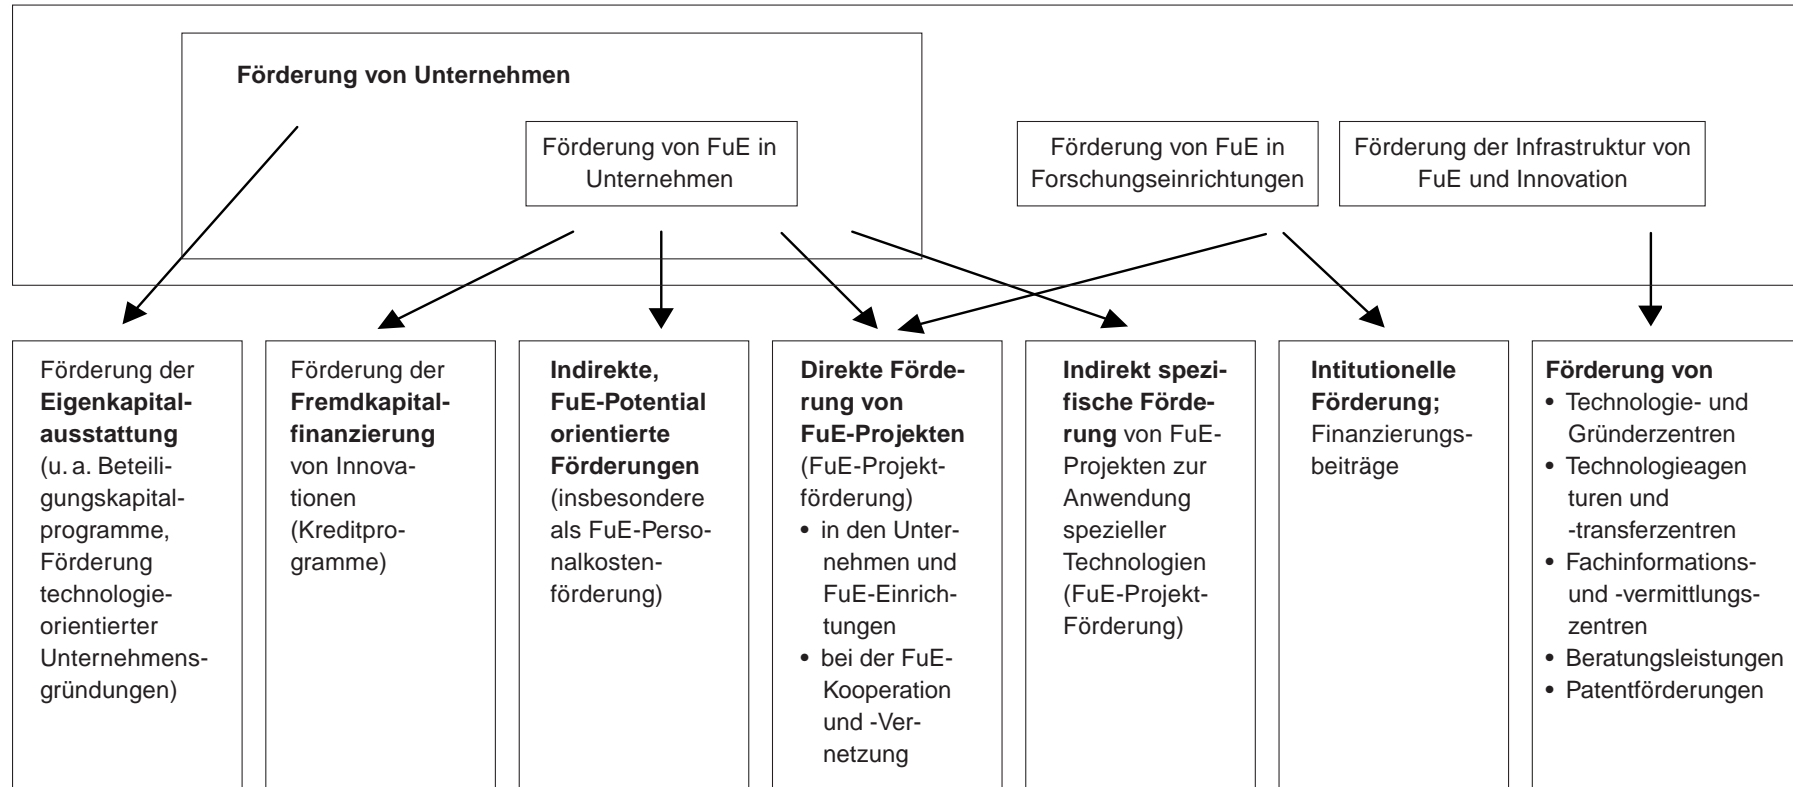 Förderung von Unternehmen
Förderung von FuE in
Unternehmen
Förderung von FuE in
Forschungseinrichtungen
Förderung der Infrastruktur von
FuE und Innovation
Förderung der
Eigenkapital-
ausstattung
(u. a. Beteili-
gungskapital-
programme,
Förderung
technologie-
orientierter
Unternehmens-
gründungen)
Förderung der
Fremdkapital-
finanzierung
von Innova-
tionen
(Kreditpro-
gramme)
Indirekte,
FuE-Potential
orientierte
Förderungen
(insbesondere
als FuE-Perso-
nalkosten-
förderung)
Direkte Förde-
rung von
FuE-Projekten
(FuE-Projekt-
förderung)
• in den Unter-
nehmen und
FuE-Einrich-
tungen
• bei der FuE-
Kooperation
und -Ver-
netzung
Indirekt spezi-
fische Förde-
rung von FuE-
Projekten zur
Anwendung
spezieller
Technologien
(FuE-Projekt-
Förderung)
Intitutionelle
Förderung;
Finanzierungs-
beiträge
Förderung von
• Technologie- und
Gründerzentren
• Technologieagen
turen und
-transferzentren
• Fachinformations-
und -vermittlungs-
zentren
• Beratungsleistungen
• Patentförderungen